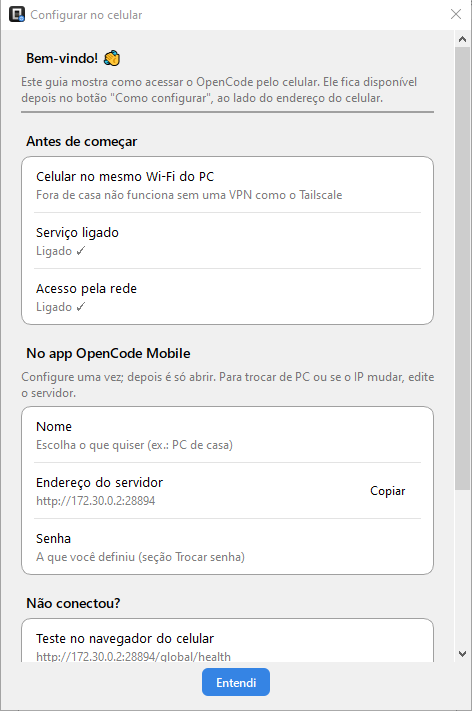 Configurar no celular
Bem-vindo! 👏
Este guia mostra como acessar o OpenCode pelo celular. Ele fica disponível
depois no botão "Como configurar", ao lado do endereço do celular.
Antes de começar
Celular no mesmo Wi-Fi do PC
Fora de casa não funciona sem uma VPN como o Tailscale
Serviço ligado
Ligado ✓
Acesso pela rede
Ligado ✓
No app OpenCode Mobile
Configure uma vez; depois é só abrir. Para trocar de PC ou se o IP mudar, edite
o servidor.
Nome
Escolha o que quiser (ex.: PC de casa)
Endereço do servidor
http://172.30.0.2:28894
Copiar
Senha
A que você definiu (seção Trocar senha)
Não conectou?
Teste no navegador do celular
http://172.30.0.2:28894/global/health
Entendi